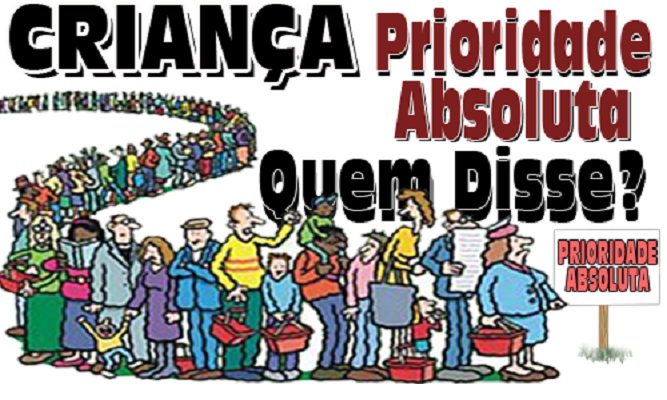 CRIANÇA Prioridade
Absoluta
Quem Disse?
PRIORIDADE
ABSOLUTA